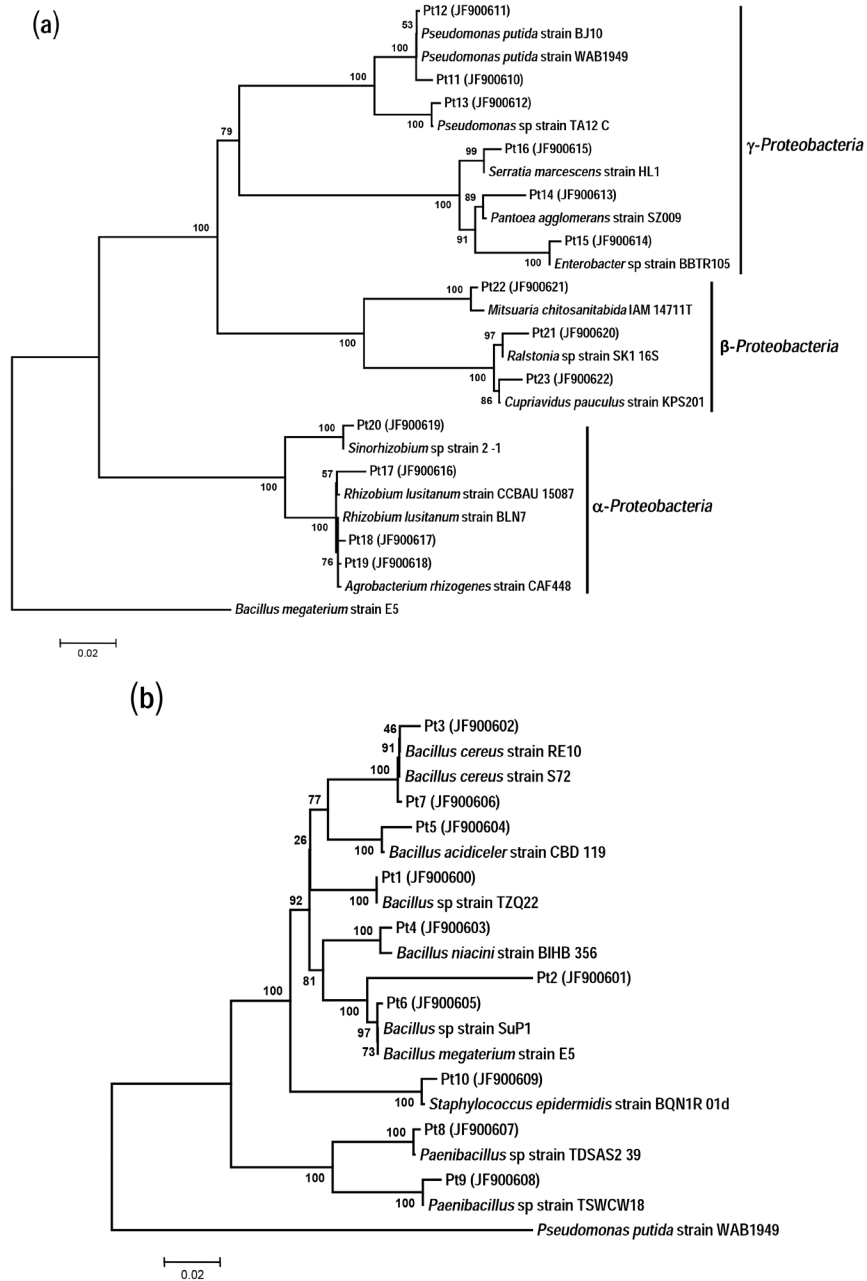 (a)
Pt12 (JF900611)
53
Pseudomonas putida strain BJ10
100
Pseudomonas putida strain WAB1949
100
Pt11 (JF900610)
Pt13 (JF900612)
100
Pseudomonas sp strain TA12 C
79
γ-Proteobacteria
99
Pt16 (JF900615)
Serratia marcescens strain HL1
100
89
Pt14 (JF900613)
Pantoea agglomerans strain SZ009
100
91
Pt15 (JF900614)
100
Enterobacter sp strain BBTR105
100
Pt22 (JF900621)
Mitsuaria chitosanitabida IAM 14711T
100
97
Pt21 (JF900620)
β-Proteobacteria
Ralstonia sp strain SK1 16S
100
Pt23 (JF900622)
86
Cupriavidus pauculus strain KPS201
100
Pt20 (JF900619)
Sinorhizobium sp strain 2 -1
100
57
Pt17 (JF900616)
Rhizobium lusitanum strain CCBAU 15087
α-Proteobacteria
Rhizobium lusitanum strain BLN7
100
Pt18 (JF900617)
76
Pt19 (JF900618)
Agrobacterium rhizogenes strain CAF448
Bacillus megaterium strain E5
0.02
(b)
46
Pt3 (JF900602)
91
Bacillus cereus strain RE10
100
Bacillus cereus strain S72
77
Pt7 (JF900606)
Pt5 (JF900604)
26
100
Bacillus acidiceler strain CBD 119
Pt1 (JF900600)
92
100
Bacillus sp strain TZQ22
100
Pt4 (JF900603)
Bacillus niacini strain BIHB 356
81
Pt2 (JF900601)
100
100
Pt6 (JF900605)
97
Bacillus sp strain SuP1
73
Bacillus megaterium strain E5
Pt10 (JF900609)
100
Staphylococcus epidermidis strain BQN1R 01d
100
Pt8 (JF900607)
Paenibacillus sp strain TDSAS2 39
100
Pt9 (JF900608)
100
Paenibacillus sp strain TSWCW18
Pseudomonas putida strain WAB1949
0.02